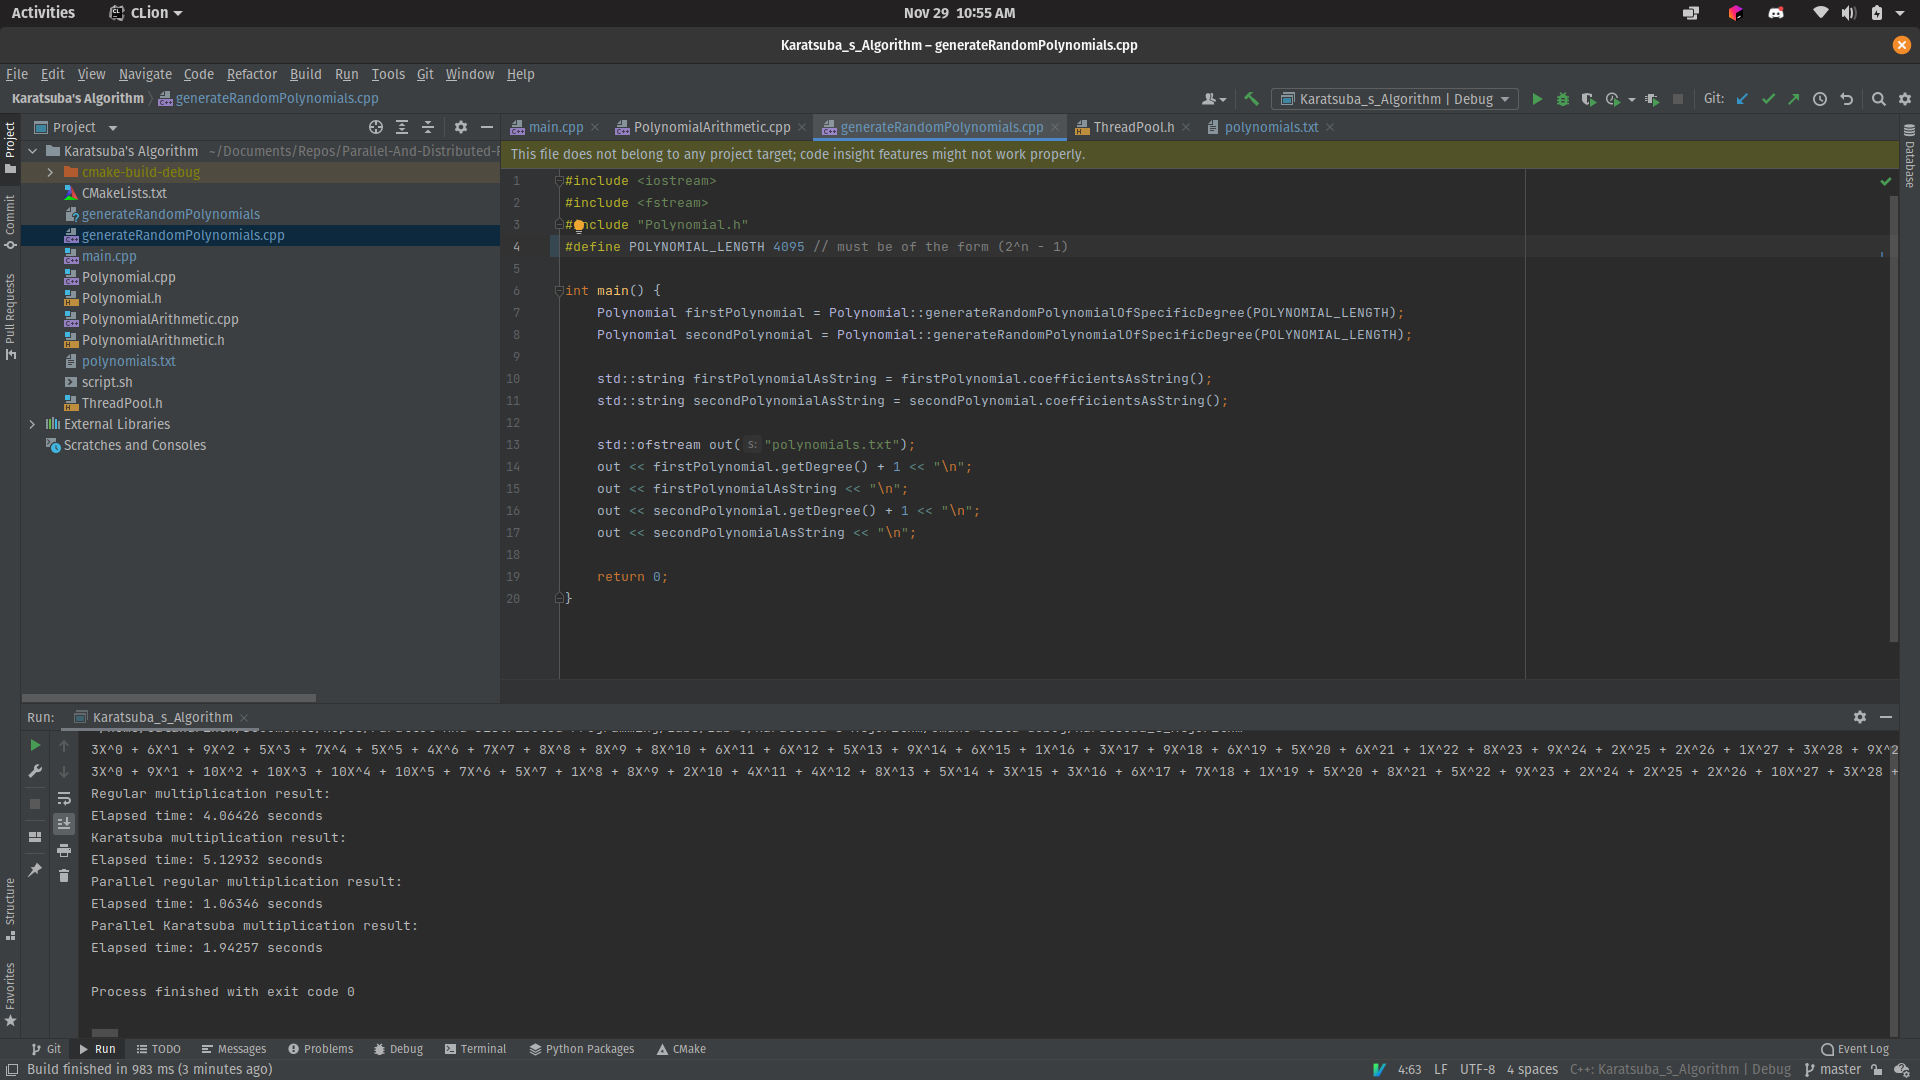 Activities CLion Nov 29 10:55 AM
Karatsuba_s_Algorithm – generateRandomPolynomials.cpp
File Edit View Navigate Code Refactor Build Run Tools Git Window Help
Karatsuba's Algorithm generateRandomPolynomials.cpp Karatsuba_s_Algorithm | Debug Git:
Project
main.cpp PolynomialArithmetic.cpp generateRandomPolynomials.cpp ThreadPool.h polynomials.txt
Karatsuba's Algorithm ~/Documents/Repos/Parallel-And-Distributed-
cmake-build-debug
CMakeLists.txt
generateRandomPolynomials
generateRandomPolynomials.cpp
main.cpp
Polynomial.cpp
Polynomial.h
PolynomialArithmetic.cpp
PolynomialArithmetic.h
polynomials.txt
script.sh
ThreadPool.h
External Libraries
Scratches and Consoles
Project
Commit
Pull Requests
Structure
Favorites
Database
This file does not belong to any project target; code insight features might not work properly.
1 #include <iostream>
2 #include <fstream>
3 #include "Polynomial.h"
4 #define POLYNOMIAL_LENGTH 4095 // must be of the form (2^n - 1)
5
6 int main() {
7 Polynomial firstPolynomial = Polynomial::generateRandomPolynomialOfSpecificDegree(POLYNOMIAL_LENGTH);
8 Polynomial secondPolynomial = Polynomial::generateRandomPolynomialOfSpecificDegree(POLYNOMIAL_LENGTH);
9
10 std::string firstPolynomialAsString = firstPolynomial.coefficientsAsString();
11 std::string secondPolynomialAsString = secondPolynomial.coefficientsAsString();
12
13 std::ofstream out( s: "polynomials.txt");
14 out << firstPolynomial.getDegree() + 1 << "\n";
15 out << firstPolynomialAsString << "\n";
16 out << secondPolynomial.getDegree() + 1 << "\n";
17 out << secondPolynomialAsString << "\n";
18
19 return 0;
20 }
Run: Karatsuba_s_Algorithm
3X^0 + 6X^1 + 9X^2 + 5X^3 + 7X^4 + 5X^5 + 4X^6 + 7X^7 + 8X^8 + 8X^9 + 8X^10 + 6X^11 + 6X^12 + 5X^13 + 9X^14 + 6X^15 + 1X^16 + 3X^17 + 9X^18 + 6X^19 + 5X^20 + 6X^21 + 1X^22 + 8X^23 + 9X^24 + 2X^25 + 2X^26 + 1X^27 + 3X^28 + 9X^2
3X^0 + 9X^1 + 10X^2 + 10X^3 + 10X^4 + 10X^5 + 7X^6 + 5X^7 + 1X^8 + 8X^9 + 2X^10 + 4X^11 + 4X^12 + 8X^13 + 5X^14 + 3X^15 + 3X^16 + 6X^17 + 7X^18 + 1X^19 + 5X^20 + 8X^21 + 5X^22 + 9X^23 + 2X^24 + 2X^25 + 2X^26 + 10X^27 + 3X^28 +
Regular multiplication result:
Elapsed time: 4.06426 seconds
Karatsuba multiplication result:
Elapsed time: 5.12932 seconds
Parallel regular multiplication result:
Elapsed time: 1.06346 seconds
Parallel Karatsuba multiplication result:
Elapsed time: 1.94257 seconds
Process finished with exit code 0
Git Run TODO Messages Problems Debug Terminal Python Packages CMake Event Log
Build finished in 983 ms (3 minutes ago) 4:63 LF UTF-8 4 spaces C++: Karatsuba_s_Algorithm | Debug master